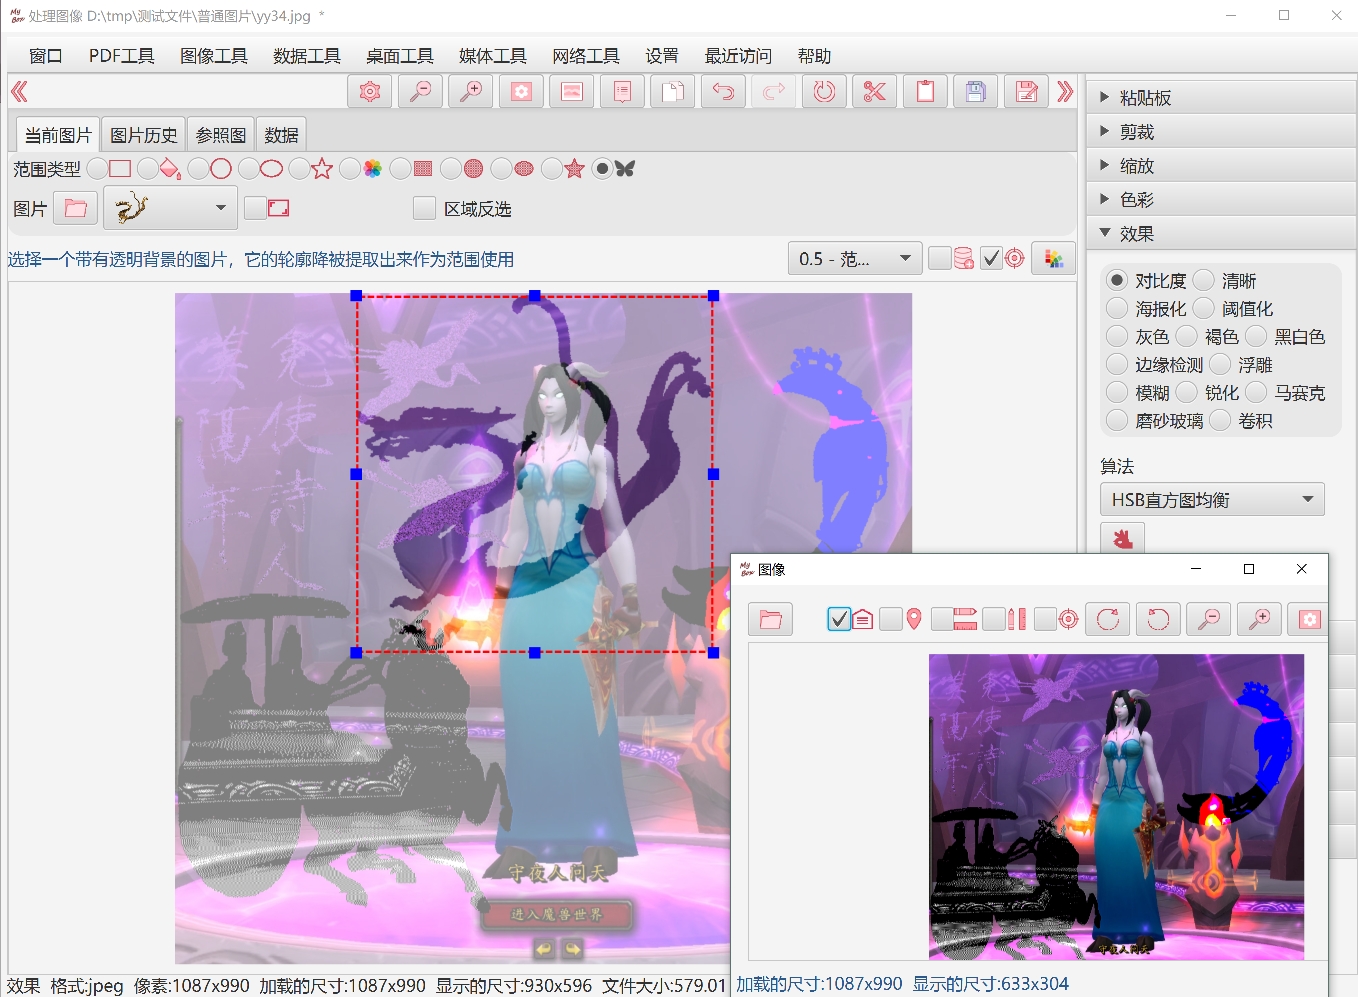 My Box 处理图像 D:\tmp\测试文件\普通图片\yy34.jpg *
窗口 PDF工具 图像工具 数据工具 桌面工具 媒体工具 网络工具 设置 最近访问 帮助
当前图片 图片历史 参照图 数据
范围类型
图片 区域反选
选择一个带有透明背景的图片，它的轮廓降被提取出来作为范围使用
0.5 - 范...
粘贴板
剪裁
缩放
色彩
效果
对比度 清晰
海报化 阈值化
灰色 褐色 黑白色
边缘检测 浮雕
模糊 锐化 马赛克
磨砂玻璃 卷积
算法
HSB直方图均衡
守夜人问天
进入魔兽世界
My Box 图像
守夜人问天
加载的尺寸:1087x990 显示的尺寸:633x304
效果 格式:jpeg 像素:1087x990 加载的尺寸:1087x990 显示的尺寸:930x596 文件大小:579.01